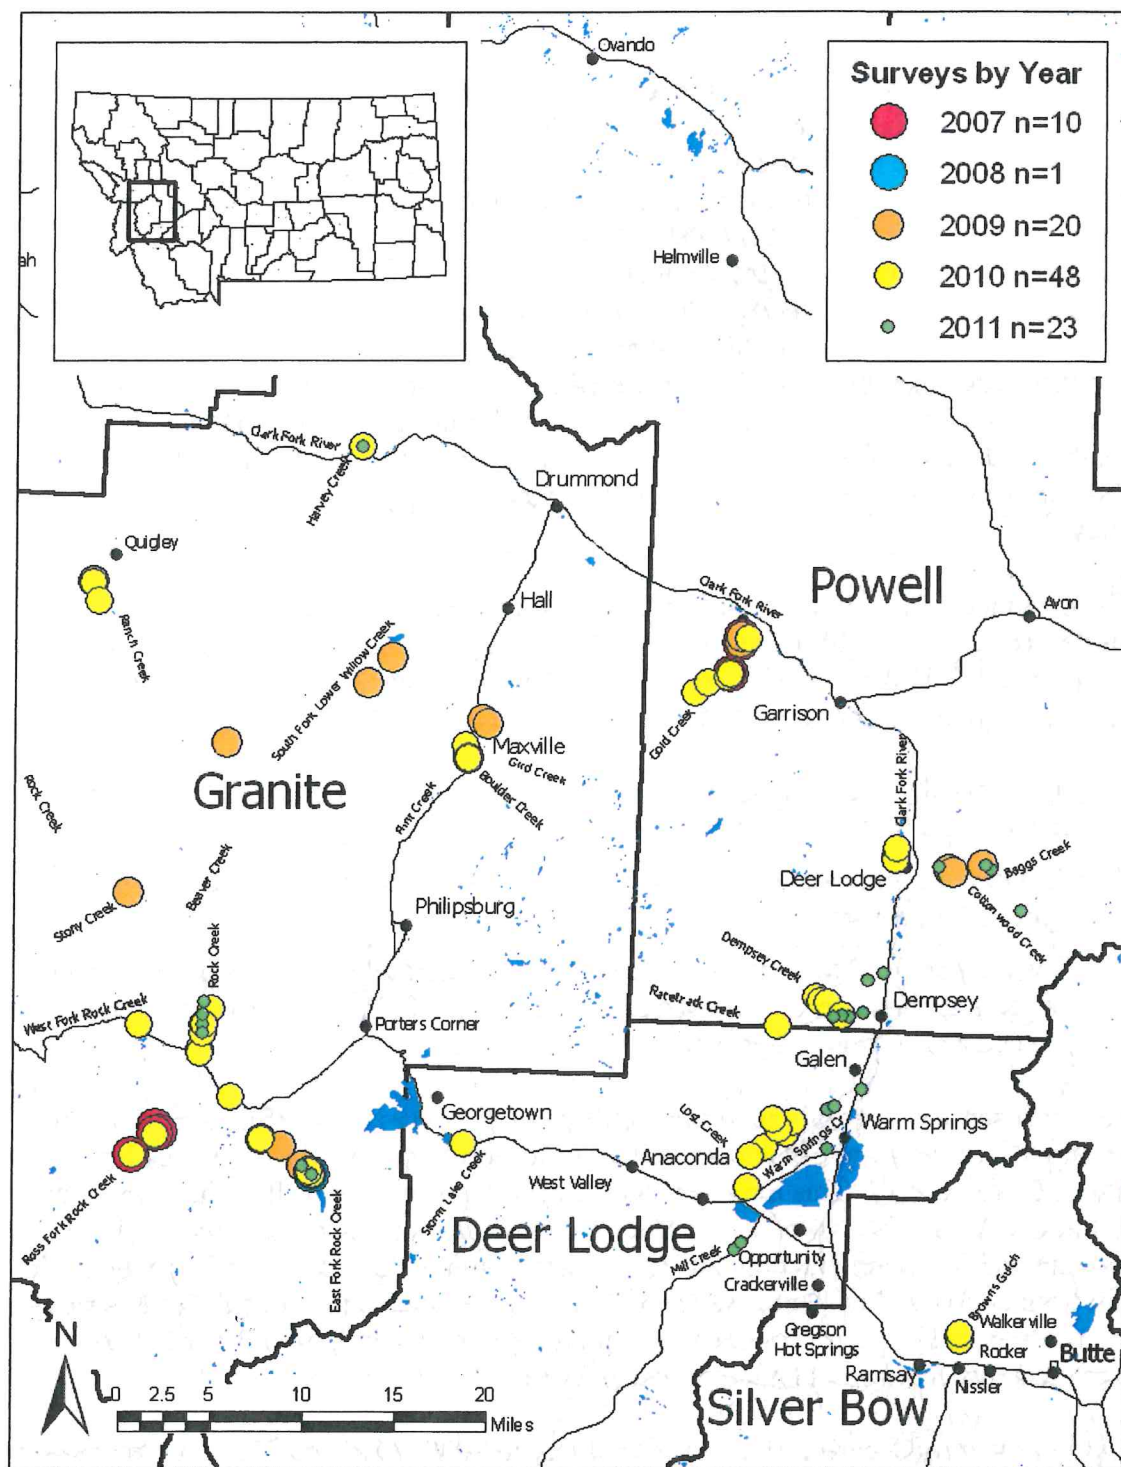 Ovando
Surveys by Year
2007 n=10
2008 n=1
2009 n=20
2010 n=48
2011 n=23
ah
Helmville
Clark Fork River
Harvey Creek
Drummond
Quigley
Ranch Creek
Hall
Clark Fork River
Powell
Avon
South Fork Lower Willow Creek
Gold Creek
Garrison
Maxville
Gird Creek
Boulder Creek
Flint Creek
Granite
Rock Creek
Clark Fork River
Beaver Creek
Stony Creek
Philipsburg
Deer Lodge
Baggs Creek
Cottonwood Creek
Rock Creek
Dempsey Creek
West Fork Rock Creek
Racetrack Creek
Dempsey
Porters Corner
Galen
Georgetown
Lost Creek
Warm Springs Cr
Warm Springs
Anaconda
West Valley
Storm Lake Creek
Ross Fork Rock Creek
East Fork Rock Creek
Deer Lodge
Mill Creek
Opportunity
Crackerville
Browns Gulch
Gregson
Hot Springs
Walkerville
Rocker
Butte
Ramsay
Nissler
Silver Bow
N
0 2.5 5 10 15 20
Miles